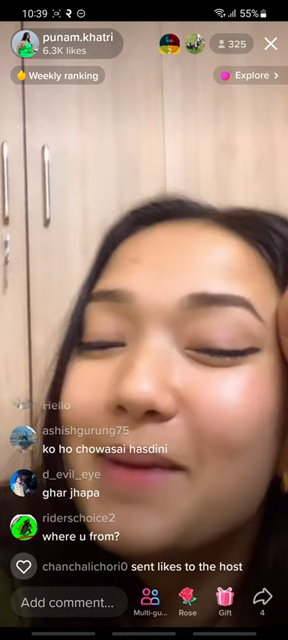 10:39 55%
punam.khatri
6.3K likes
2
325
Weekly ranking
Explore >
Hello
ashishgurung75
ko ho chowasai hasdini
d_evil_eye
ghar jhapa
riderschoice2
where u from?
chanchalichori0 sent likes to the host
Add comment...
Multi-gu...
Rose
Gift
4